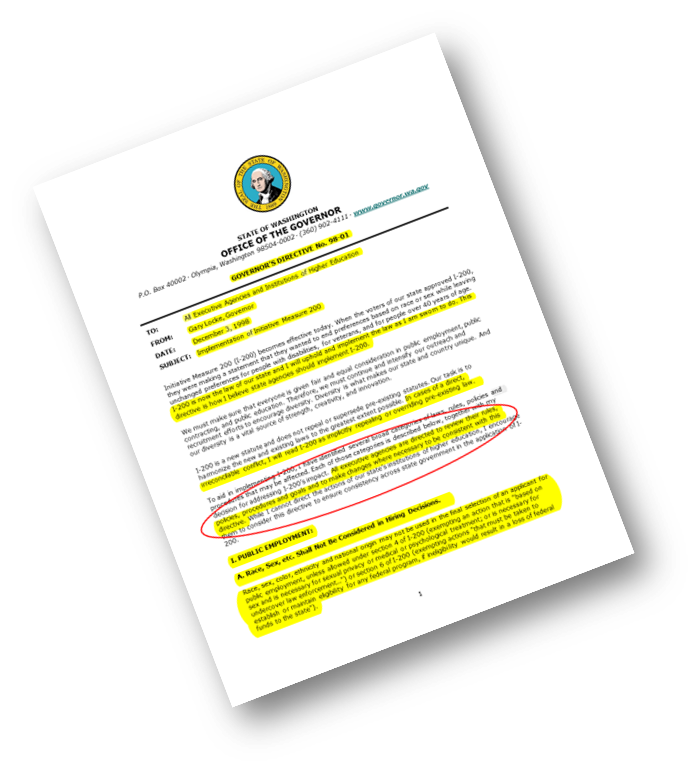 THE SEAL OF THE STATE OF WASHINGTON
1889
STATE OF WASHINGTON
OFFICE OF THE GOVERNOR
P.O. Box 40002 · Olympia, Washington 98504-0002 · (360) 902-4111 · www.governor.wa.gov
GOVERNOR'S DIRECTIVE No. 98-01
TO: All Executive Agencies and Institutions of Higher Education
FROM: Gary Locke, Governor
DATE: December 3, 1998
SUBJECT: Implementation of Initiative Measure 200
Initiative Measure 200 (I-200) becomes effective today. When the voters of our state approved I-200,
they were making a statement that they wanted to end preferences based on race or sex while leaving
unchanged preferences for people with disabilities, for veterans, and for people over 40 years of age.
I-200 is now the law of our state and I will uphold and implement the law as I am sworn to do. This
directive is how I believe state agencies should implement I-200.
We must make sure that everyone is given fair and equal consideration in public employment, public
contracting, and public education. Therefore, we must continue and intensify our outreach and
recruitment efforts to encourage diversity. Diversity is what makes our state and country unique. And
our diversity is a vital source of strength, creativity, and innovation.
I-200 is a new statute and does not repeal or supersede pre-existing statutes. Our task is to
harmonize the new and existing laws to the greatest extent possible. In cases of a direct,
irreconcilable conflict, I will read I-200 as implicitly repealing or overriding pre-existing law.
To aid in implementing I-200, I have identified several broad categories of laws, rules, policies and
procedures that may be affected. Each of those categories is described below, together with my
decision for addressing I-200's impact. All executive agencies are directed to review their rules,
policies, procedures and goals and to make changes where necessary to be consistent with this
directive. While I cannot direct the actions of our state's institutions of higher education, I encourage
them to consider this directive to ensure consistency across state government in the application of I-
200.
I. PUBLIC EMPLOYMENT:
A. Race, Sex, etc. Shall Not Be Considered in Hiring Decisions.
Race, sex, color, ethnicity and national origin may not be used in the final selection of an applicant for
public employment, unless allowed under section 4 of I-200 (exempting an action that is "based on
sex and is necessary for sexual privacy or medical or psychological treatment; or is necessary for
undercover law enforcement...") or section 6 of I-200 (exempting actions "that must be taken to
establish or maintain eligibility for any federal program, if ineligibility would result in a loss of federal
funds to the state").
1